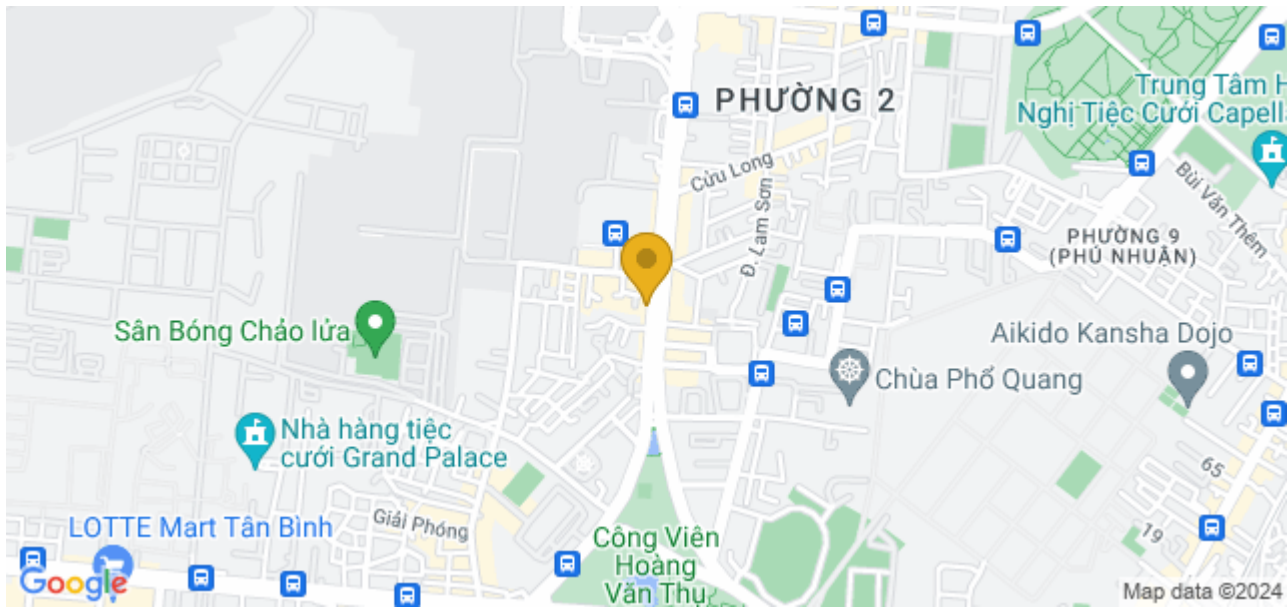 PHƯỜNG 2
Trung Tâm H
Nghị Tiệc Cưới Capella
Cửu Long
Bùi Văn Thêm
Đ. Lam Sơn
PHƯỜNG 9
(PHÚ NHUẬN)
Sân Bóng Chảo lửa
Aikido Kansha Dojo
Chùa Phổ Quang
Nhà hàng tiệc
cưới Grand Palace
65
Giải Phóng
19
LOTTE Mart Tân Bình
Công Viên
Hoàng
Văn Thụ
Google
Map data ©2024